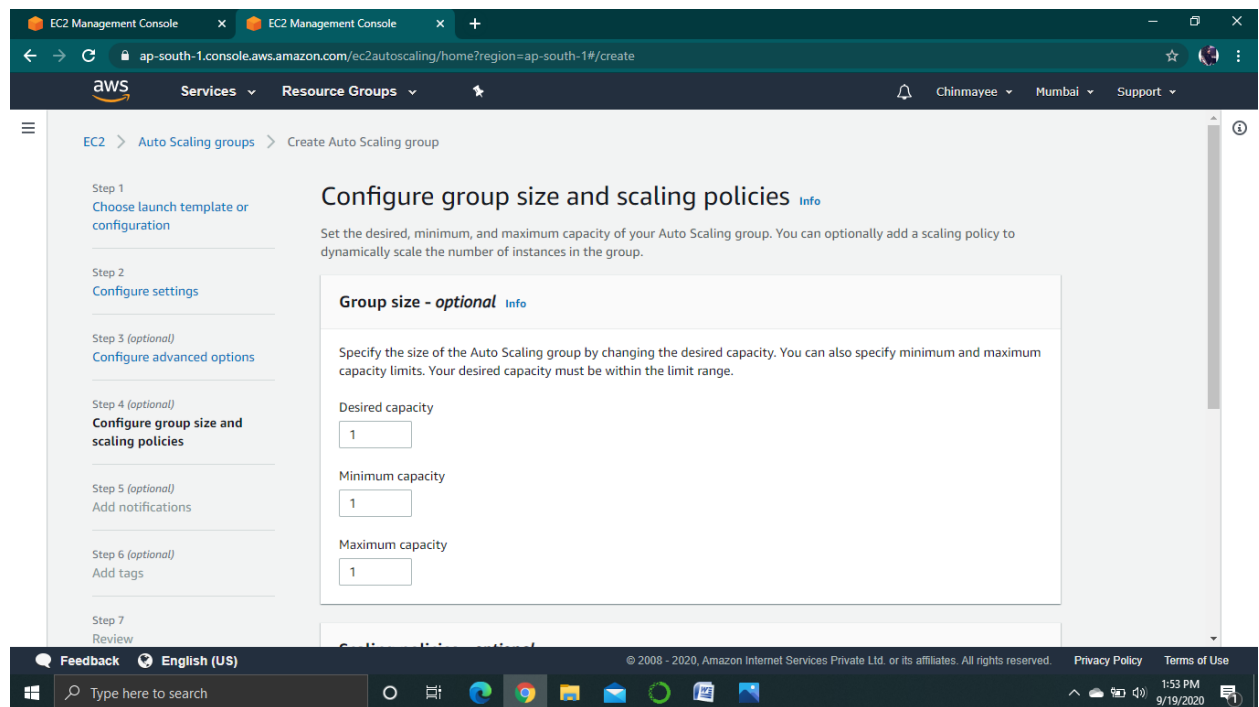 EC2 Management Console
EC2 Management Console
ap-south-1.console.aws.amazon.com/ec2autoscaling/home?region=ap-south-1#/create
aws Services Resource Groups Chinmayee Mumbai Support
EC2 > Auto Scaling groups > Create Auto Scaling group
Step 1
Choose launch template or
configuration
Step 2
Configure settings
Step 3 (optional)
Configure advanced options
Step 4 (optional)
Configure group size and
scaling policies
Step 5 (optional)
Add notifications
Step 6 (optional)
Add tags
Step 7
Review
Configure group size and scaling policies Info
Set the desired, minimum, and maximum capacity of your Auto Scaling group. You can optionally add a scaling policy to
dynamically scale the number of instances in the group.
Group size - optional Info
Specify the size of the Auto Scaling group by changing the desired capacity. You can also specify minimum and maximum
capacity limits. Your desired capacity must be within the limit range.
Desired capacity
1
Minimum capacity
1
Maximum capacity
1
Scaling policies - optional
Feedback English (US) © 2008 - 2020, Amazon Internet Services Private Ltd. or its affiliates. All rights reserved. Privacy Policy Terms of Use
Type here to search
1:53 PM
9/19/2020
1